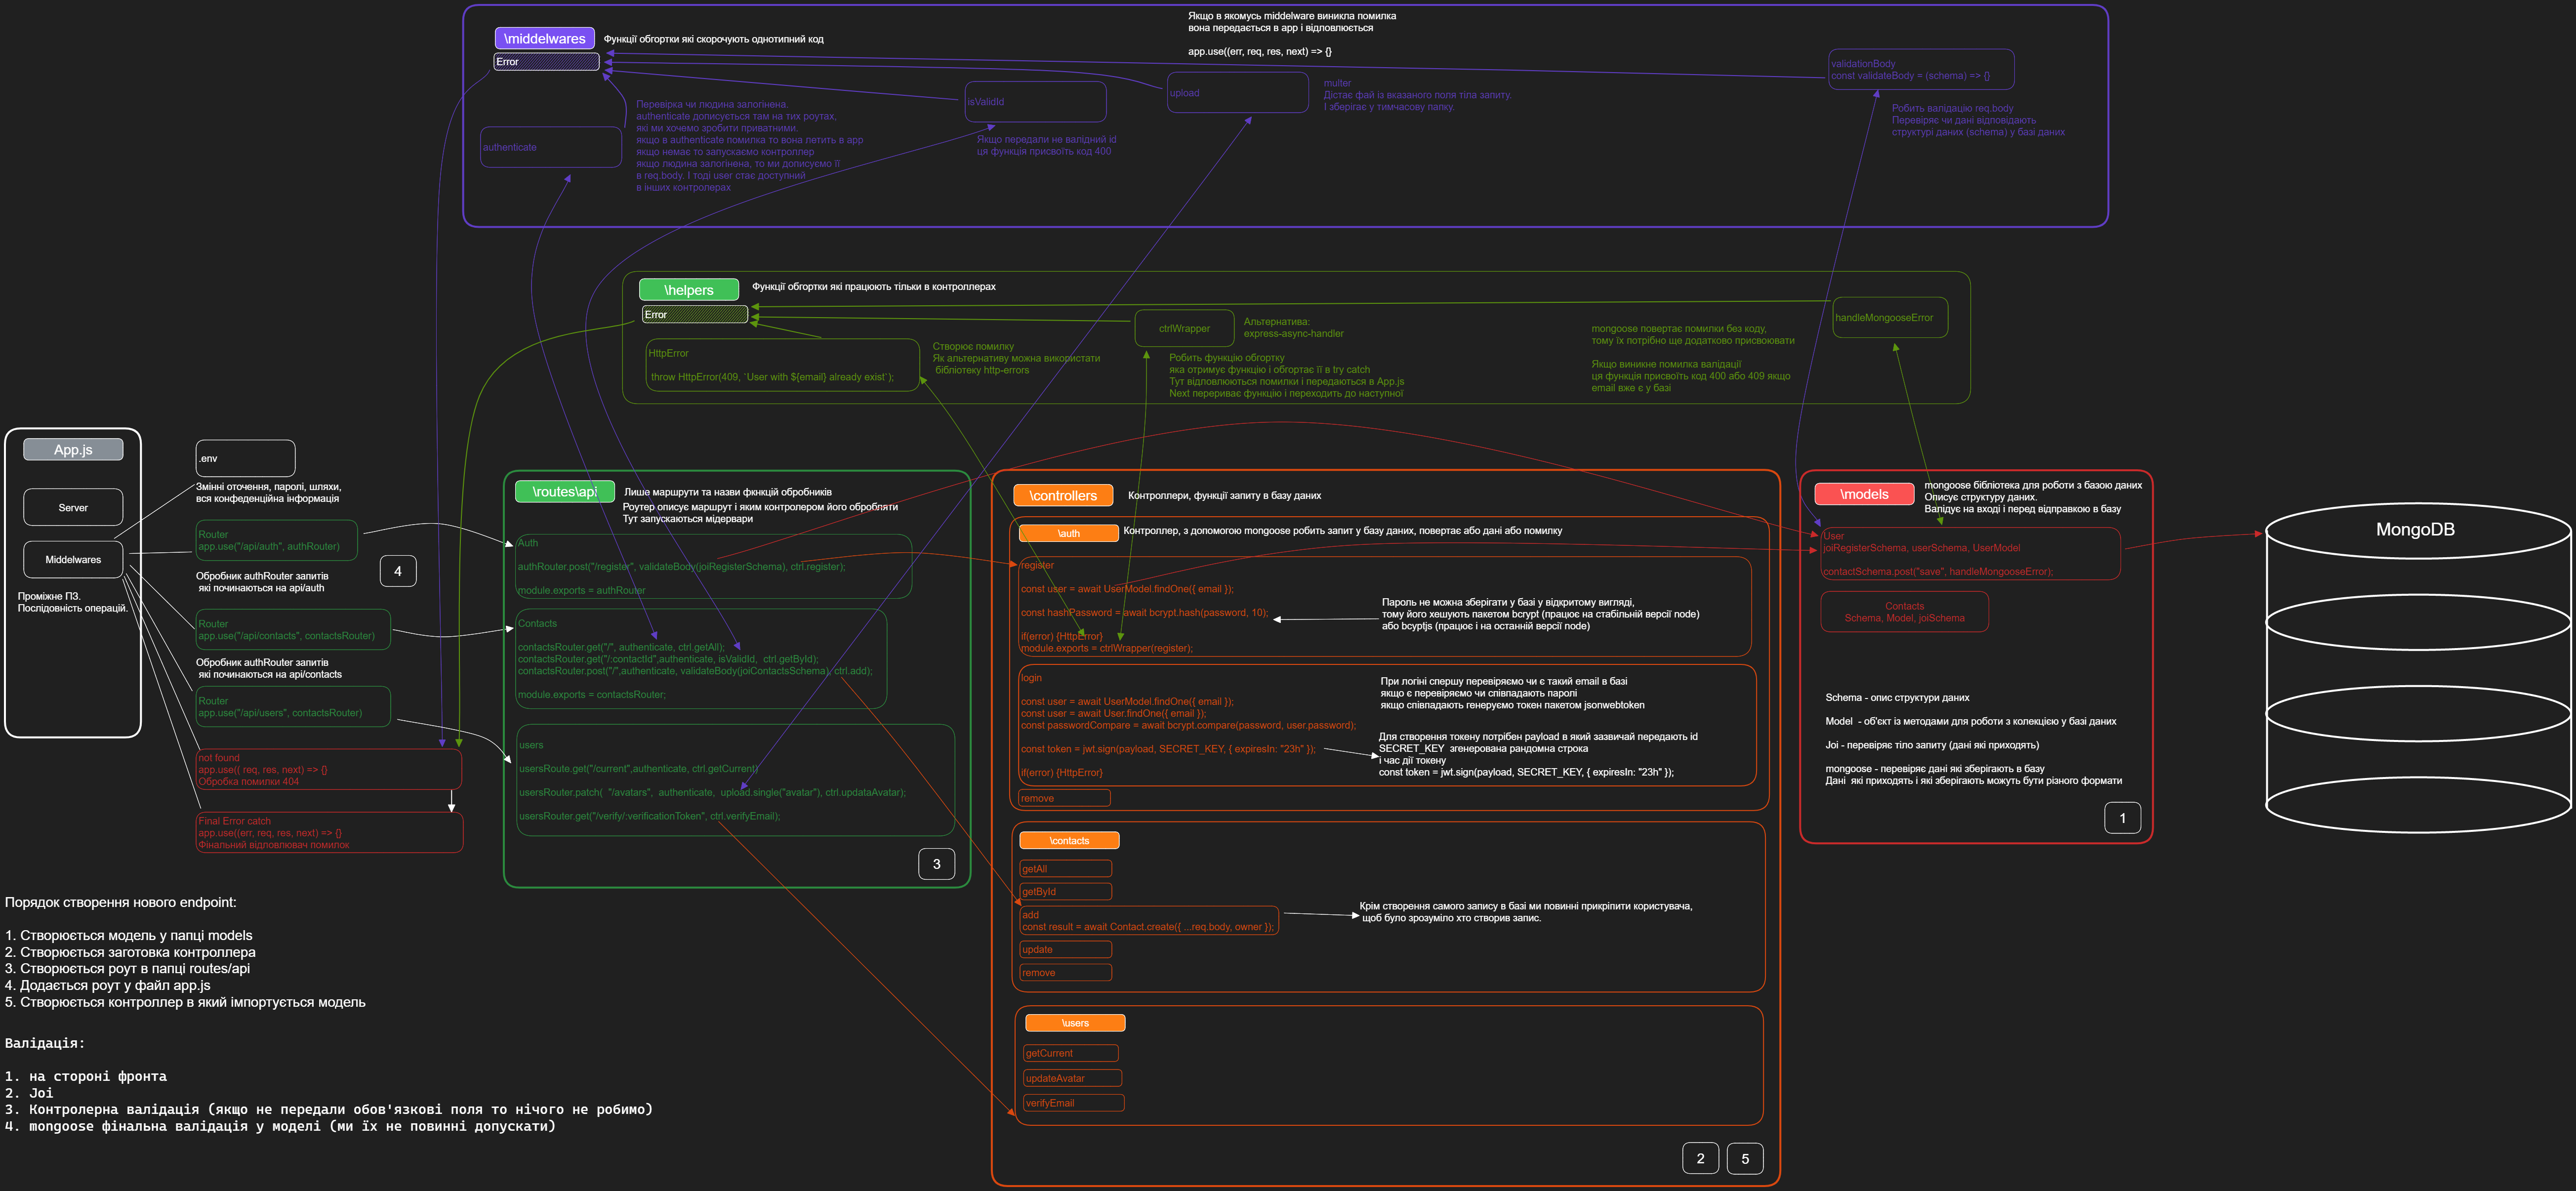 \middelwares
Функції обгортки які скорочують однотипний код
Error
Якщо в якомусь middelware виникла помилка
вона передається в app і відловлюється
app.use((err, req, res, next) => {}
authenticate
Перевірка чи людина залогінена.
authenticate дописується там на тих роутах,
які ми хочемо зробити приватними.
якщо в authenticate помилка то вона летить в app
якщо немає то запускаємо контроллер
якщо людина залогінена, то ми дописуємо її
в req.body. І тоді user стає доступний
в інших контролерах
isValidId
Якщо передали не валідний id
ця функція присвоїть код 400
upload
multer
Дістає фай із вказаного поля тіла запиту.
І зберігає у тимчасову папку.
validationBody
const validateBody = (schema) => {}
Робить валідацію req.body
Перевіряє чи дані відповідають
структурі даних (schema) у базі даних
\helpers
Функції обгортки які працюють тільки в контроллерах
Error
HttpError
throw HttpError(409, `User with ${email} already exist`);
Створює помилку
Як альтернативу можна використати
бібліотеку http-errors
ctrlWrapper
Альтернатива:
express-async-handler
Робить функцію обгортку
яка отримує функцію і обгортає її в try catch
Тут відловлюються помилки і передаються в App.js
Next перериває функцію і переходить до наступної
mongoose повертає помилки без коду,
тому їх потрібно ще додатково присвоювати
Якщо виникне помилка валідації
ця функція присвоїть код 400 або 409 якщо
email вже є у базі
handleMongooseError
App.js
Server
Middelwares
Проміжне ПЗ.
Послідовність операцій.
.env
Змінні оточення, паролі, шляхи,
вся конфеденційна інформація
Router
app.use("/api/auth", authRouter)
Обробник authRouter запитів
які починаються на api/auth
4
Router
app.use("/api/contacts", contactsRouter)
Обробник authRouter запитів
які починаються на api/contacts
Router
app.use("/api/users", contactsRouter)
not found
app.use(( req, res, next) => {}
Обробка помилки 404
Final Error catch
app.use((err, req, res, next) => {}
Фінальний відловлювач помилок
\routes\api
Лише маршрути та назви фкнкцій обробників
Роутер описує маршрут і яким контролером його обробляти
Тут запускаються мідервари
Auth
authRouter.post("/register", validateBody(joiRegisterSchema), ctrl.register);
module.exports = authRouter
Contacts
contactsRouter.get("/", authenticate, ctrl.getAll);
contactsRouter.get("/:contactId",authenticate, isValidId,  ctrl.getById);
contactsRouter.post("/",authenticate, validateBody(joiContactsSchema), ctrl.add);
module.exports = contactsRouter;
users
usersRoute.get("/current",authenticate, ctrl.getCurrent)
usersRouter.patch(  "/avatars",  authenticate,  upload.single("avatar"), ctrl.updataAvatar);
usersRouter.get("/verify/:verificationToken", ctrl.verifyEmail);
3
\controllers
Контроллери, функції запиту в базу даних
\auth
Контроллер, з допомогою mongoose робить запит у базу даних, повертає або дані або помилку
register
const user = await UserModel.findOne({ email });
const hashPassword = await bcrypt.hash(password, 10);
if(error) {HttpError}
module.exports = ctrlWrapper(register);
Пароль не можна зберігати у базі у відкритому вигляді,
тому його хешують пакетом bcrypt (працює на стабільній версії node)
або bcyptjs (працює і на останній версії node)
login
const user = await UserModel.findOne({ email });
const user = await User.findOne({ email });
const passwordCompare = await bcrypt.compare(password, user.password);
const token = jwt.sign(payload, SECRET_KEY, { expiresIn: "23h" });
if(error) {HttpError}
При логіні спершу перевіряємо чи є такий email в базі
якщо є перевіряємо чи співпадають паролі
якщо співпадають генеруємо токен пакетом jsonwebtoken
Для створення токену потрібен payload в який зазвичай передають id
SECRET_KEY  згенерована рандомна строка
і час дії токену
const token = jwt.sign(payload, SECRET_KEY, { expiresIn: "23h" });
remove
\contacts
getAll
getById
add
const result = await Contact.create({ ...req.body, owner });
Крім створення самого запису в базі ми повинні прикріпити користувача,
щоб було зрозуміло хто створив запис.
update
remove
\users
getCurrent
updateAvatar
verifyEmail
2
5
\models
mongoose бібліотека для роботи з базою даних
Описує структуру даних.
Валідує на вході і перед відправкою в базу
User
joiRegisterSchema, userSchema, UserModel
contactSchema.post("save", handleMongooseError);
Contacts
Schema, Model, joiSchema
Schema - опис структури даних
Model  - об'єкт із методами для роботи з колекцією у базі даних
Joi - перевіряє тіло запиту (дані які приходять)
mongoose - перевіряє дані які зберігають в базу
Дані  які приходять і які зберігають можуть бути різного формати
1
MongoDB
Порядок створення нового endpoint:
1. Створюється модель у папці models
2. Створюється заготовка контроллера
3. Створюється роут в папці routes/api
4. Додається роут у файл app.js
5. Створюється контроллер в який імпортується модель
Валідація:
1. на стороні фронта
2. Joi
3. Контролерна валідація (якщо не передали обов'язкові поля то нічого не робимо)
4. mongoose фінальна валідація у моделі (ми їх не повинні допускати)